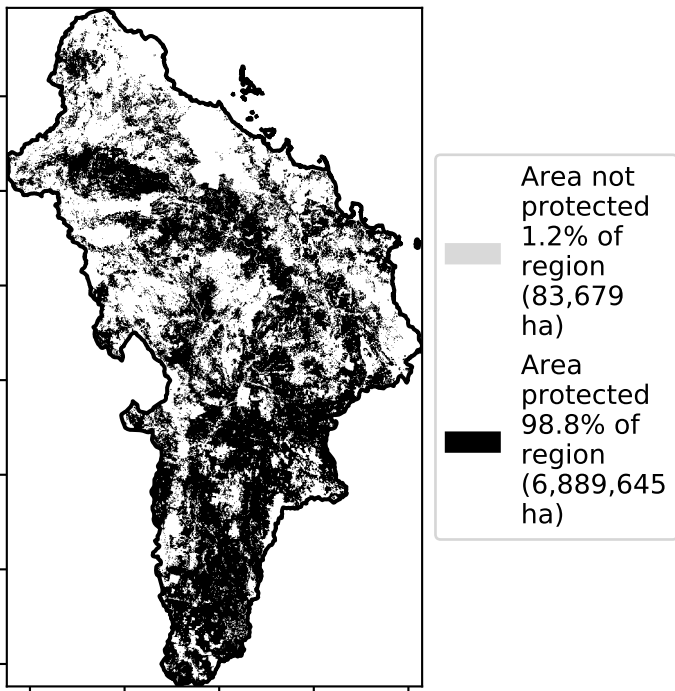 Area not
protected
1.2% of
region
(83,679
ha)
Area
protected
98.8% of
region
(6,889,645
ha)